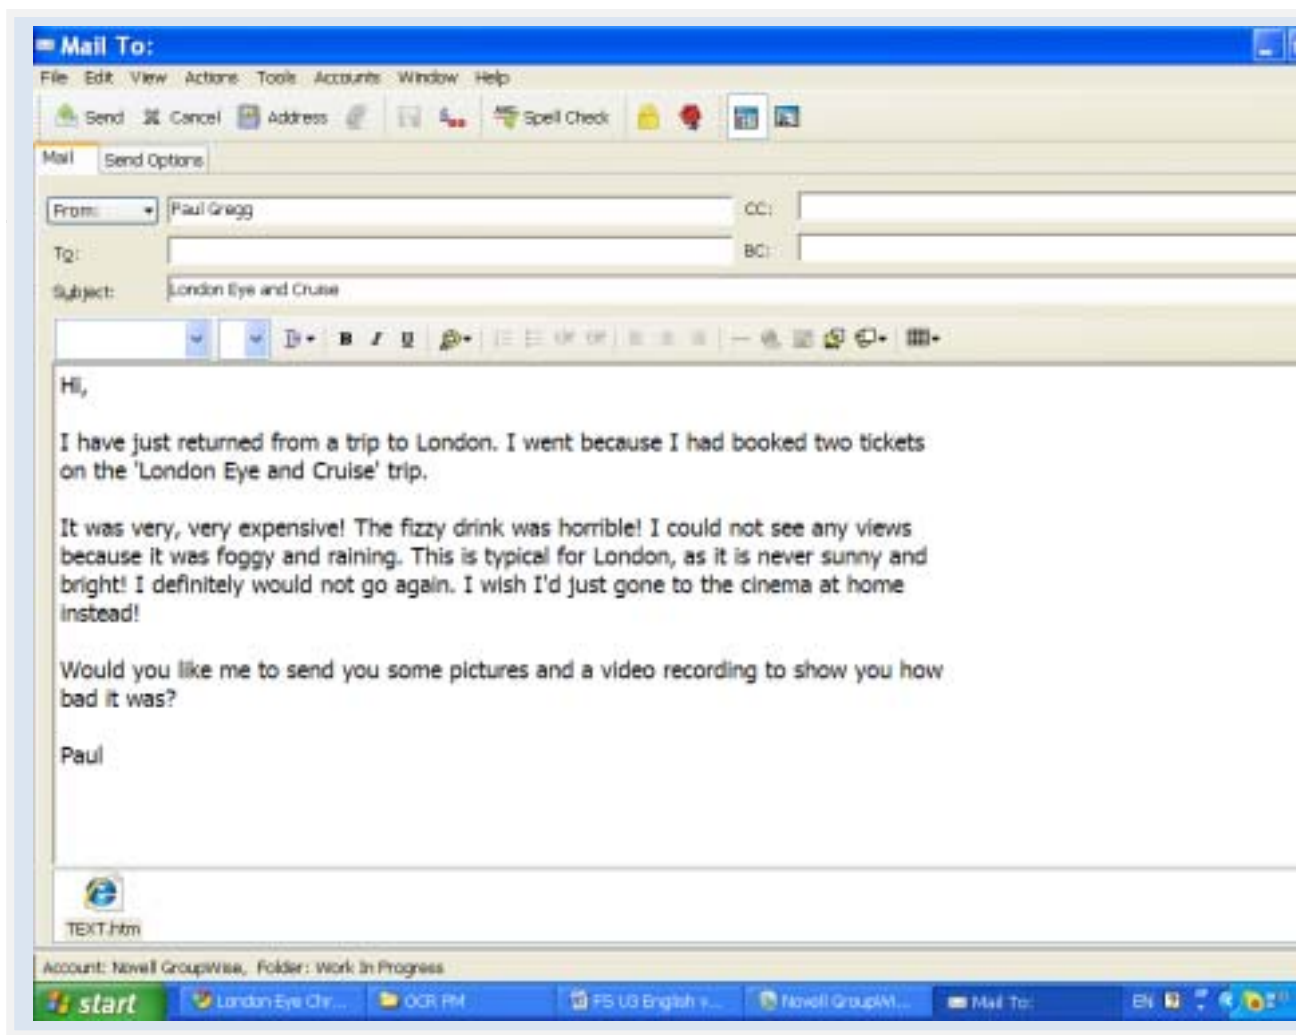 Mail To:
File Edit View Actions Tools Accounts Window Help
Send Cancel Address Spell Check
Mail Send Options
From: Paul Gregg CC:
To: BC:
Subject: London Eye and Cruise
B I U
Hi,
I have just returned from a trip to London. I went because I had booked two tickets
on the 'London Eye and Cruise' trip.
It was very, very expensive! The fizzy drink was horrible! I could not see any views
because it was foggy and raining. This is typical for London, as it is never sunny and
bright! I definitely would not go again. I wish I'd just gone to the cinema at home
instead!
Would you like me to send you some pictures and a video recording to show you how
bad it was?
Paul
TEXT.htm
Account: Novell GroupWise, Folder: Work In Progress
start London Eye Chr... OCR PM FS U3 English v... Novell GroupWi... Mail To: EN